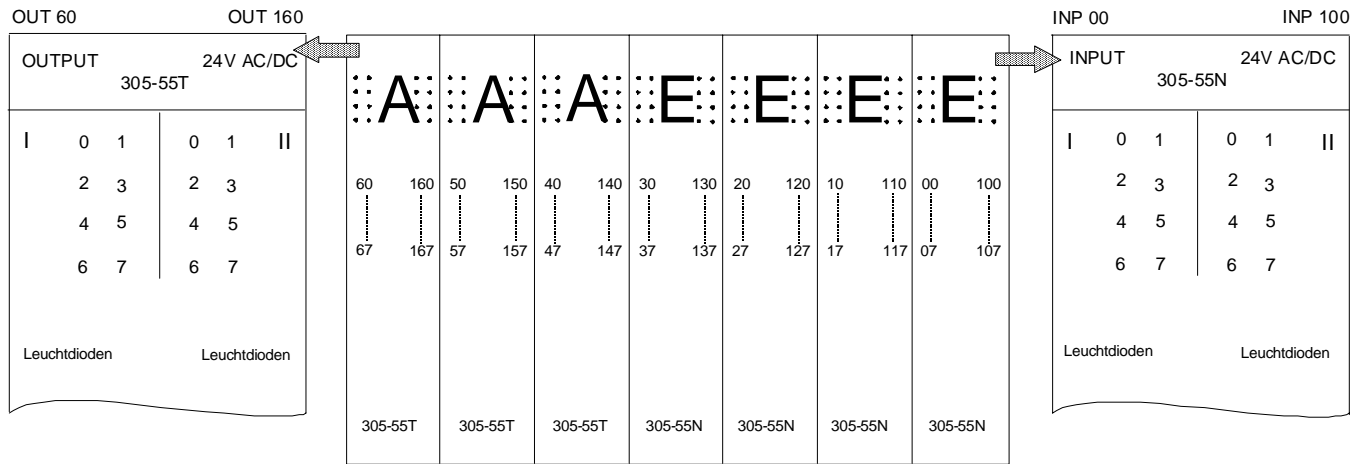 OUT 60 OUT 160
OUTPUT 24V AC/DC
305-55T
I 0 1 0 1 II
2 3 2 3
4 5 4 5
6 7 6 7
Leuchtdioden Leuchtdioden
A A A E E E E
60 160 50 150 40 140 30 130 20 120 10 110 00 100
67 167 57 157 47 147 37 137 27 127 17 117 07 107
305-55T 305-55T 305-55T 305-55N 305-55N 305-55N 305-55N
INP 00 INP 100
INPUT 24V AC/DC
305-55N
I 0 1 0 1 II
2 3 2 3
4 5 4 5
6 7 6 7
Leuchtdioden Leuchtdioden